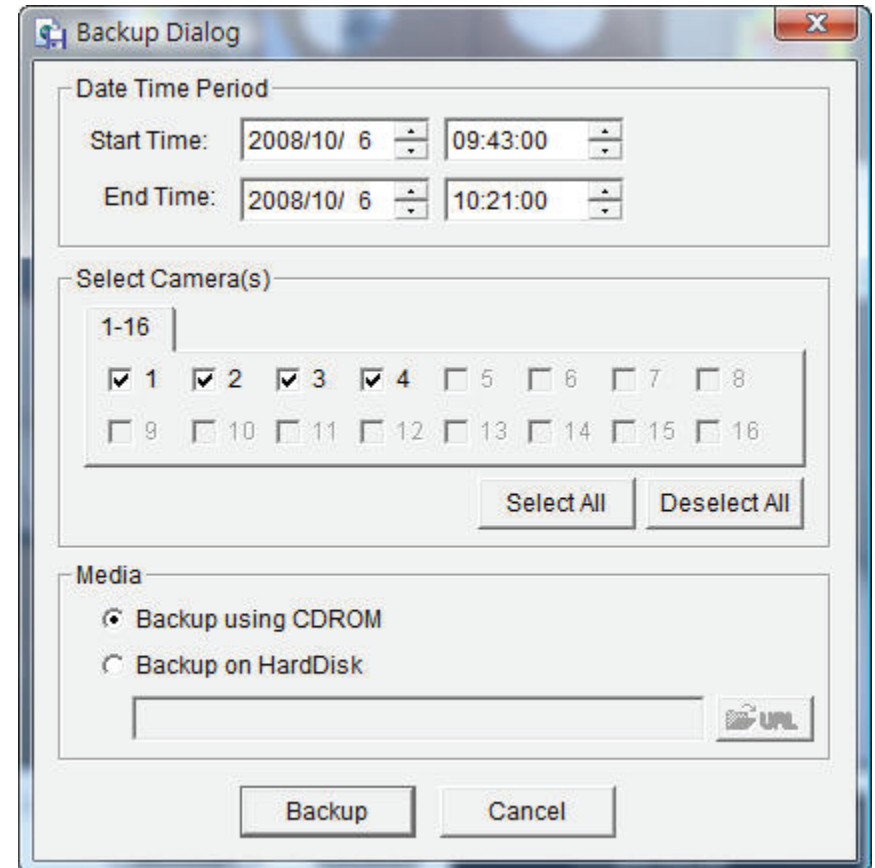 Backup Dialog
Date Time Period
Start Time: 2008/10/ 6 09:43:00
End Time: 2008/10/ 6 10:21:00
Select Camera(s)
1-16
1 2 3 4 5 6 7 8
9 10 11 12 13 14 15 16
Select All Deselect All
Media
Backup using CDROM
Backup on HardDisk
URL
Backup Cancel